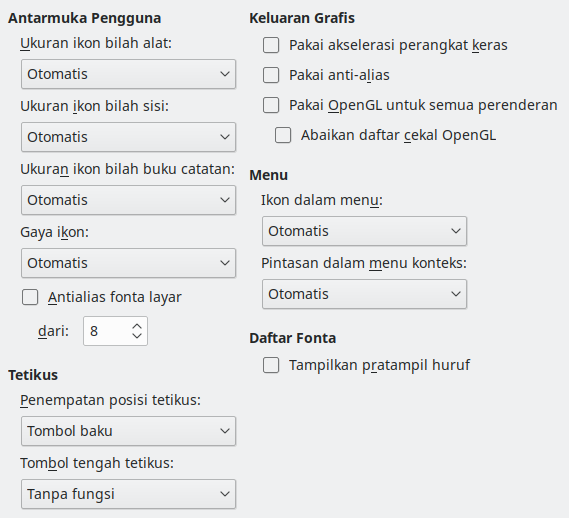 Antarmuka Pengguna
Ukuran ikon bilah alat:
Otomatis
Ukuran ikon bilah sisi:
Otomatis
Ukuran ikon bilah buku catatan:
Otomatis
Gaya ikon:
Otomatis
Antialias fonta layar
dari: 8
Tetikus
Penempatan posisi tetikus:
Tombol baku
Tombol tengah tetikus:
Tanpa fungsi
Keluaran Grafis
Pakai akselerasi perangkat keras
Pakai anti-alias
Pakai OpenGL untuk semua perenderan
Abaikan daftar cekal OpenGL
Menu
Ikon dalam menu:
Otomatis
Pintasan dalam menu konteks:
Otomatis
Daftar Fonta
Tampilkan pratampil huruf